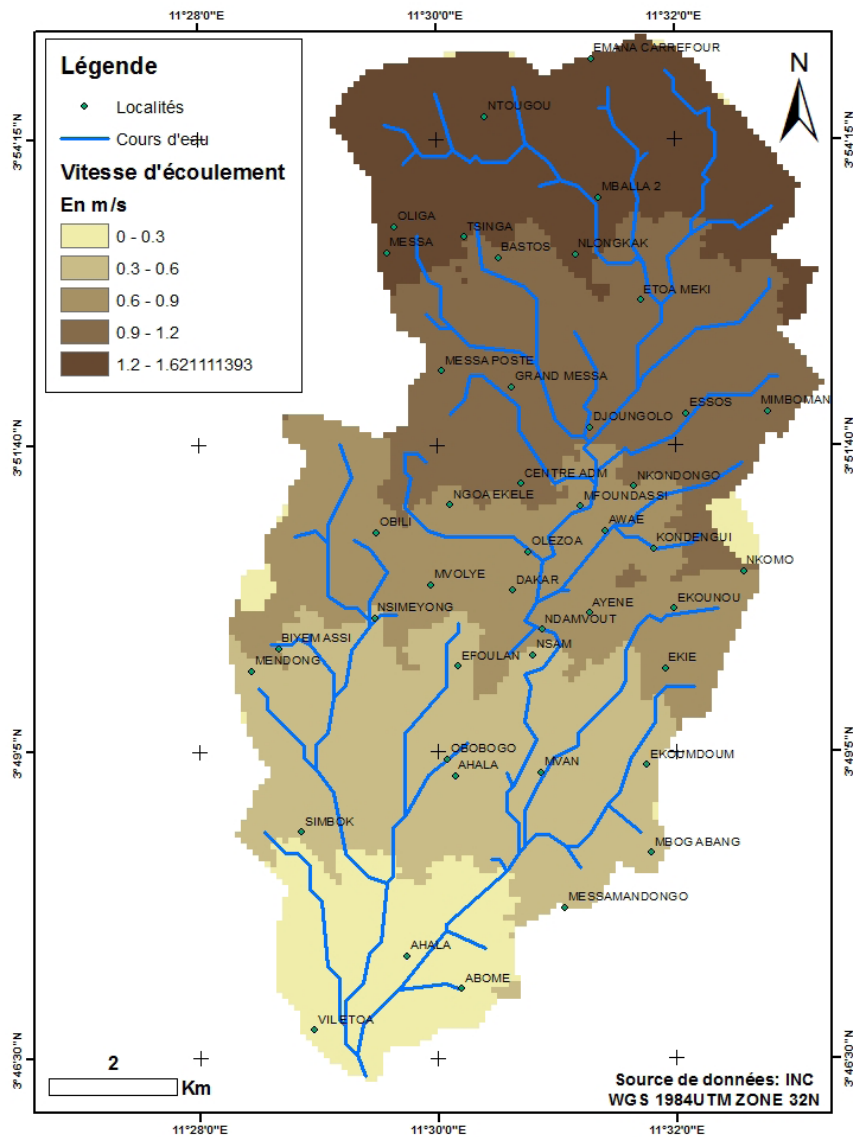 11°28'0"E 11°30'0"E 11°32'0"E
Légende
Localités
Cours d'eau
Vitesse d'écoulement
En m/s
0 - 0.3
0.3 - 0.6
0.6 - 0.9
0.9 - 1.2
1.2 - 1.621111393
N
EMANA CARREFOUR
NTOUGOU
3°54'15"N 3°54'15"N
MBALLA 2
OLIGA
TSINGA
MESSA
BASTOS
NLONGKAK
ETOA MEKI
MESSA POSTE
GRAND MESSA
ESSOS
MIMBOMAN
DJOUNGOLO
3°51'40"N 3°51'40"N
CENTRE ADM
NKONDONGO
NGOA EKELE
MFOUNDASSI
OBILI
AWAE
OLEZOA
KONDENGUI
NKOMO
MVOLYE
DAKAR
NSIMEYONG
AYENE
EKOUNOU
NDAMVOUT
BIYEM ASSI
NSAM
MENDONG
EFOULAN
EKIE
3°49'5"N 3°49'5"N
OBOBOGO
AHALA
MVAN
EKOUMDOUM
SIMBOK
MBOG ABANG
MESSAMANDONGO
AHALA
ABOME
VILETOA
3°46'30"N 3°46'30"N
2
Km
Source de données: INC
WGS 1984UTM ZONE 32N
11°28'0"E 11°30'0"E 11°32'0"E